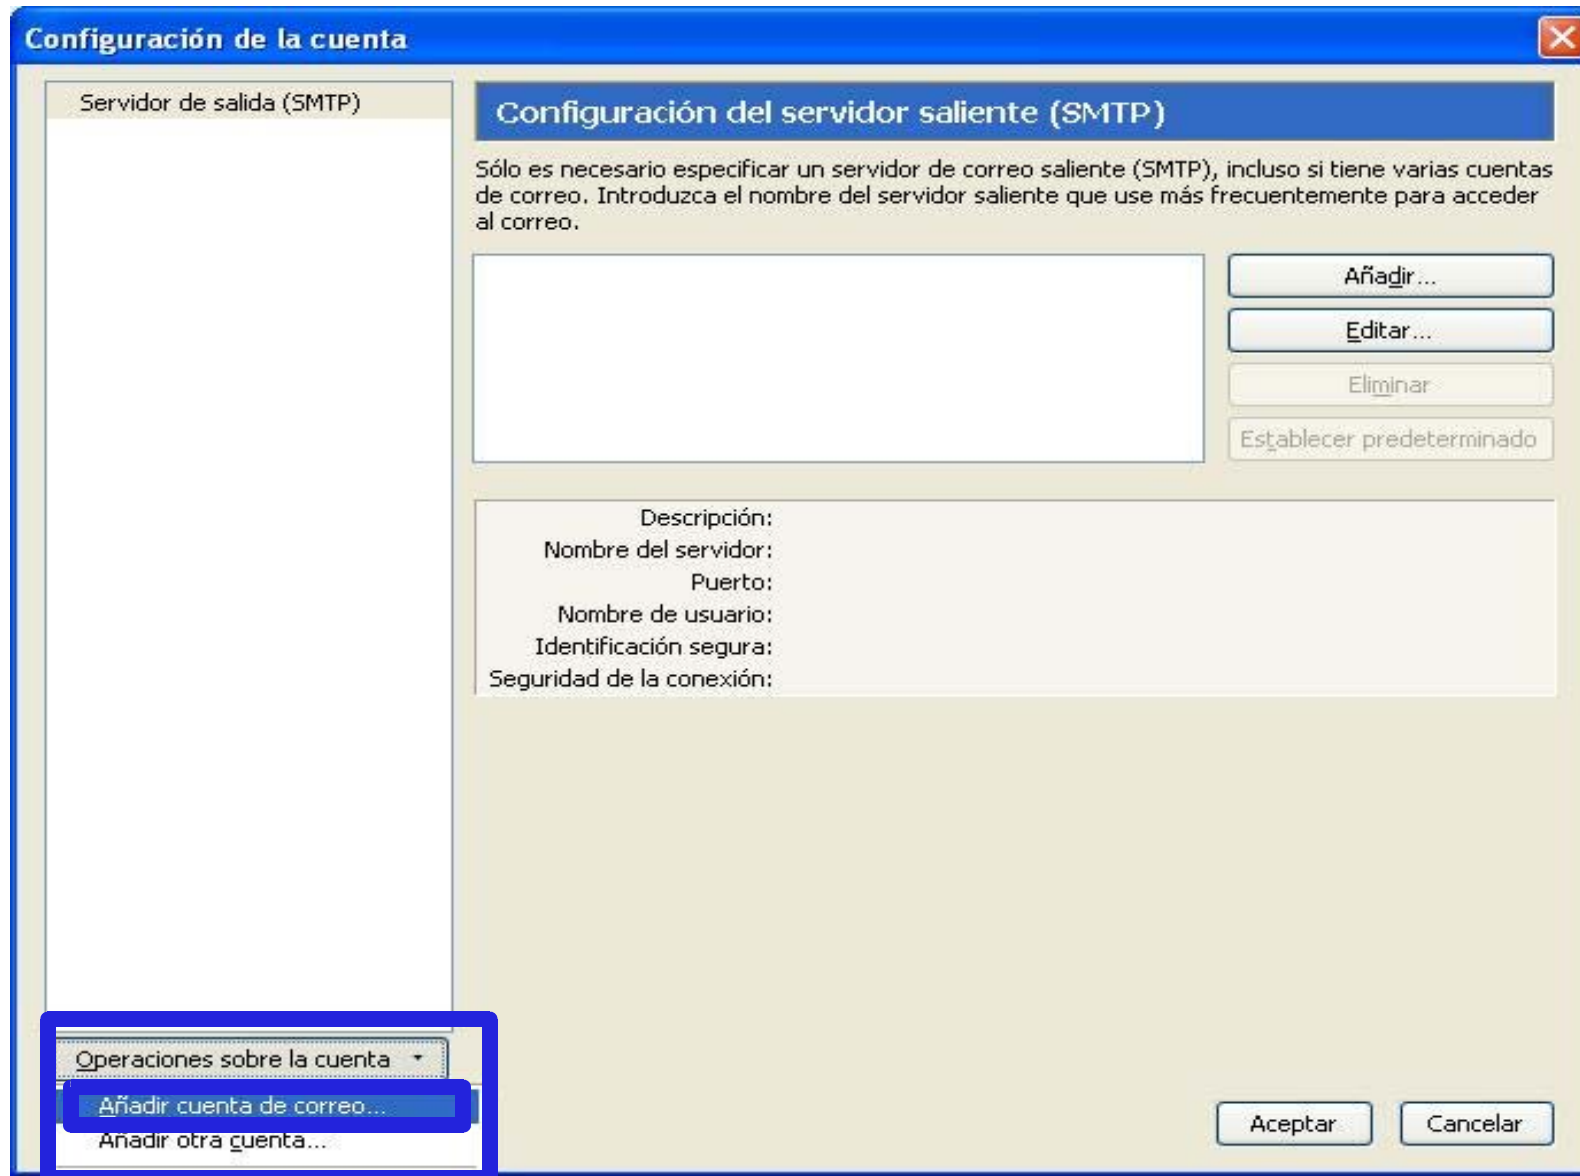 Configuración de la cuenta
Servidor de salida (SMTP)
Configuración del servidor saliente (SMTP)
Sólo es necesario especificar un servidor de correo saliente (SMTP), incluso si tiene varias cuentas
de correo. Introduzca el nombre del servidor saliente que use más frecuentemente para acceder
al correo.
Añadir...
Editar...
Eliminar
Establecer predeterminado
Descripción:
Nombre del servidor:
Puerto:
Nombre de usuario:
Identificación segura:
Seguridad de la conexión:
Operaciones sobre la cuenta
Añadir cuenta de correo...
Añadir otra cuenta...
Aceptar
Cancelar